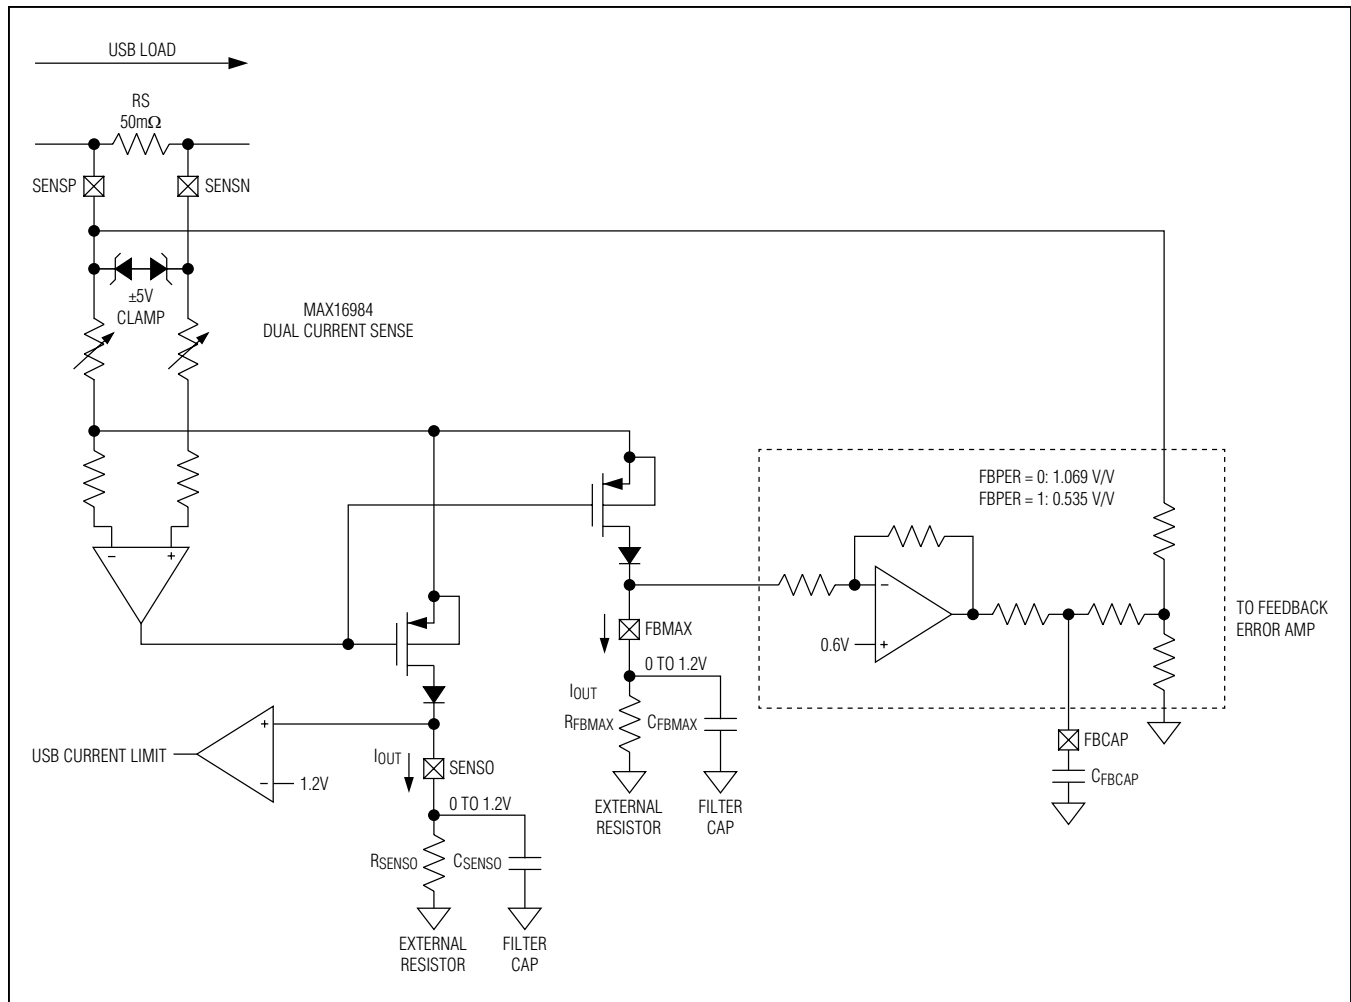 USB LOAD
RS
50mΩ
SENSP
SENSN
±5V
CLAMP
MAX16984
DUAL CURRENT SENSE
FBPER = 0: 1.069 V/V
FBPER = 1: 0.535 V/V
−
+
−
0.6V
+
TO FEEDBACK
ERROR AMP
FBMAX
0 TO 1.2V
IOUT
RFBMAX
CFBMAX
EXTERNAL
RESISTOR
FILTER
CAP
FBCAP
CFBCAP
USB CURRENT LIMIT
+
−
1.2V
IOUT
SENSO
0 TO 1.2V
RSENSO
CSENSO
EXTERNAL
RESISTOR
FILTER
CAP